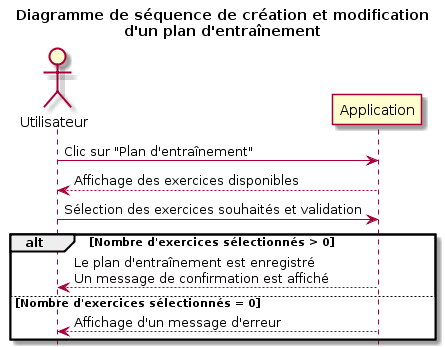 Diagramme de séquence de création et modification
d'un plan d'entraînement
Utilisateur
Application
Clic sur "Plan d'entraînement"
Affichage des exercices disponibles
Sélection des exercices souhaités et validation
alt [Nombre d'exercices sélectionnés > 0]
Le plan d'entraînement est enregistré
Un message de confirmation est affiché
[Nombre d'exercices sélectionnés = 0]
Affichage d'un message d'erreur